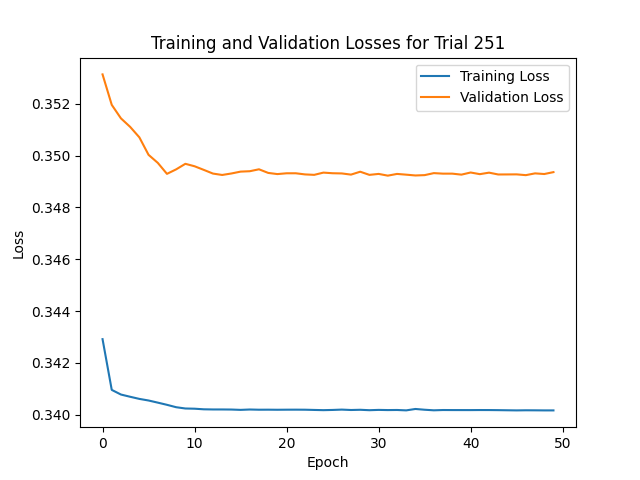 Training and Validation Losses for Trial 251
Training Loss
Validation Loss
0.352
0.350
0.348
0.346
0.344
0.342
0.340
Loss
0 10 20 30 40 50
Epoch